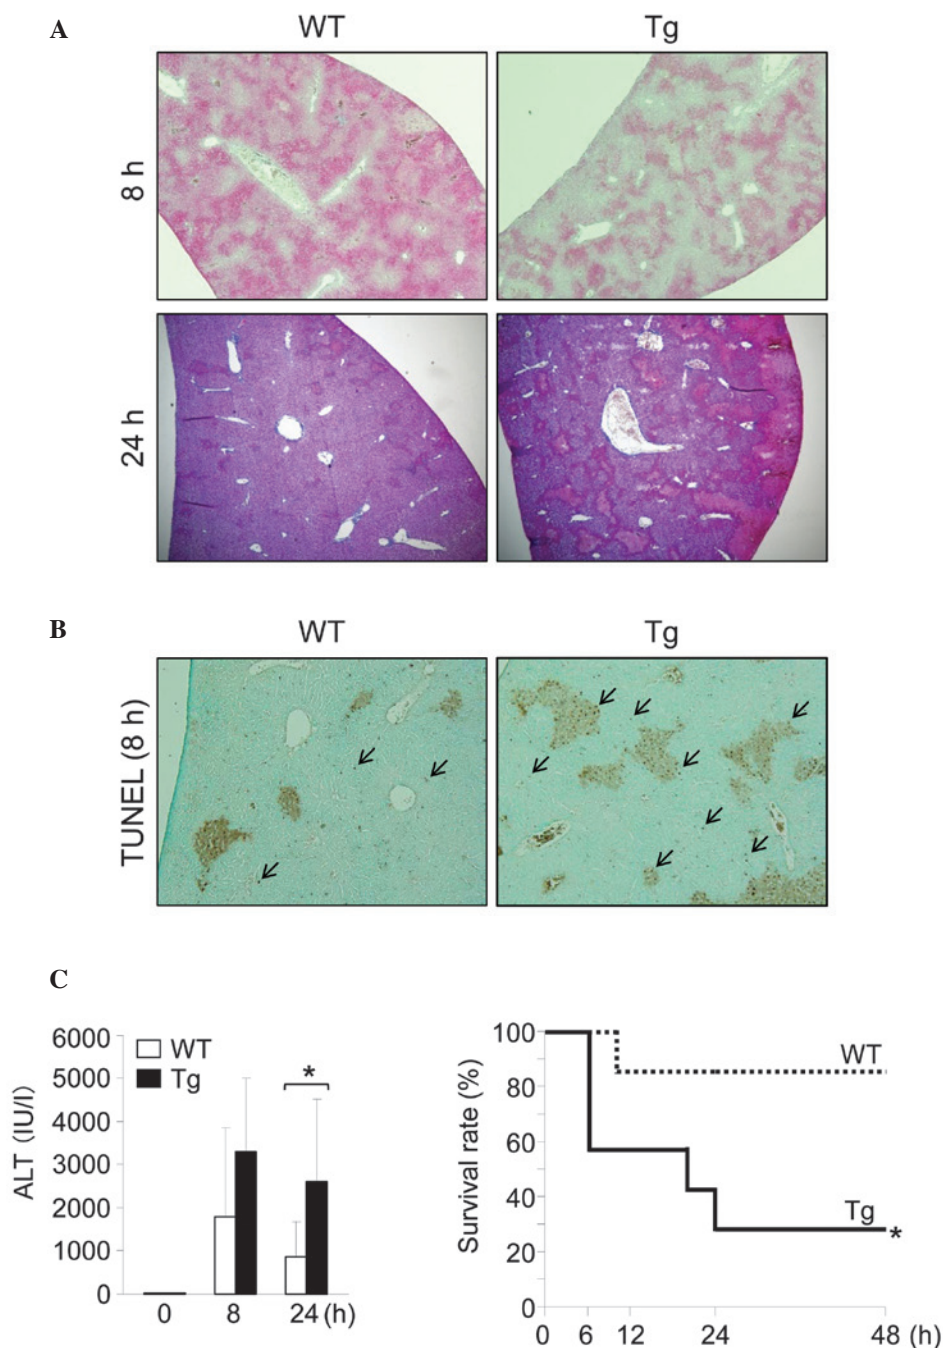 A
WT Tg
8 h
24 h
B
WT Tg
TUNEL (8 h)
C
6000
5000
4000
3000
2000
1000
0
ALT (IU/l)
WT
Tg
*
0 8 24 (h)
100
80
60
40
20
0
Survival rate (%)
WT
Tg
*
0 6 12 24 48 (h)